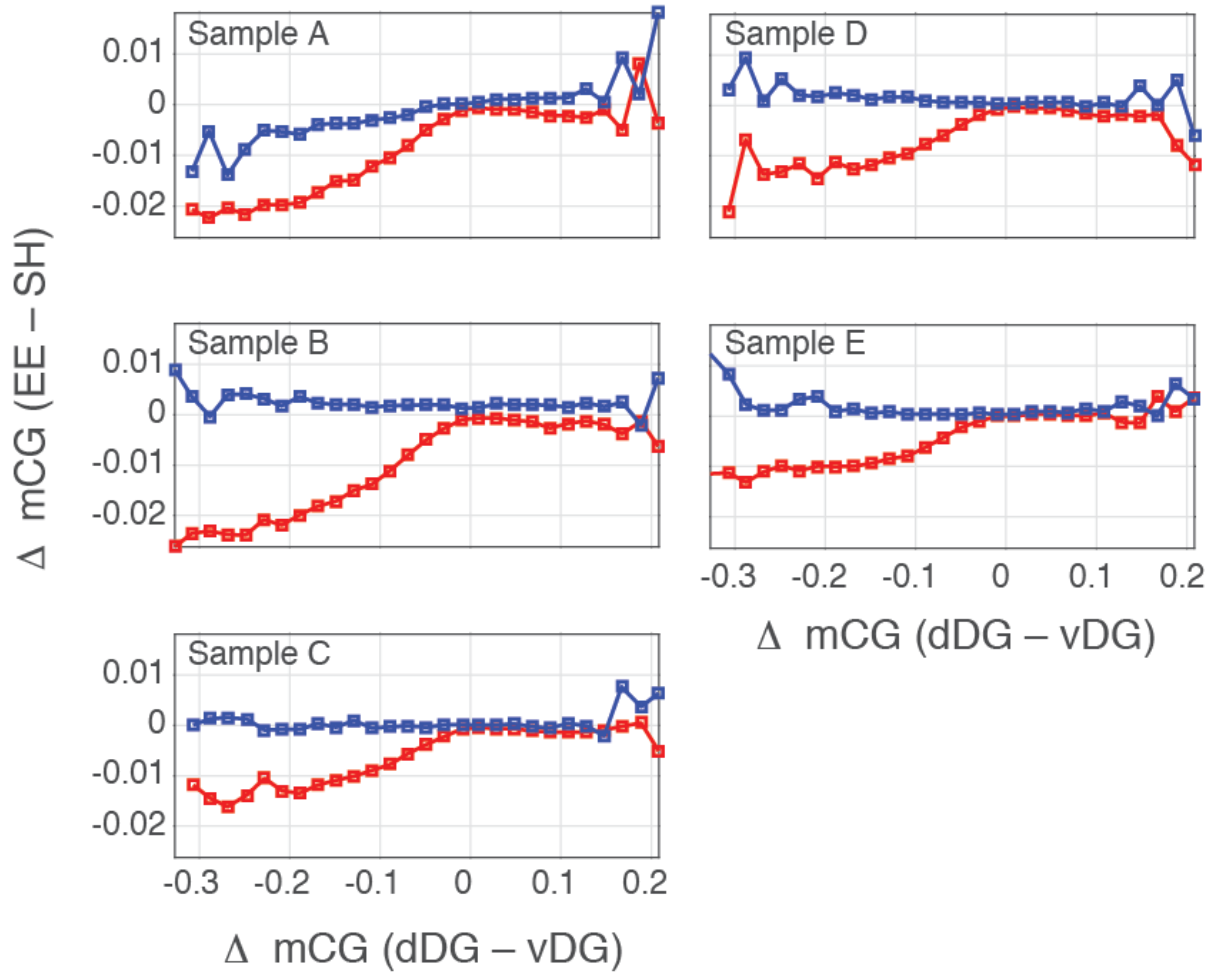 Δ mCG (EE – SH)
Sample A
0.01
0
-0.01
-0.02
Sample D
Sample B
0.01
0
-0.01
-0.02
Sample E
-0.3 -0.2 -0.1 0 0.1 0.2
Δ mCG (dDG – vDG)
Sample C
0.01
0
-0.01
-0.02
-0.3 -0.2 -0.1 0 0.1 0.2
Δ mCG (dDG – vDG)